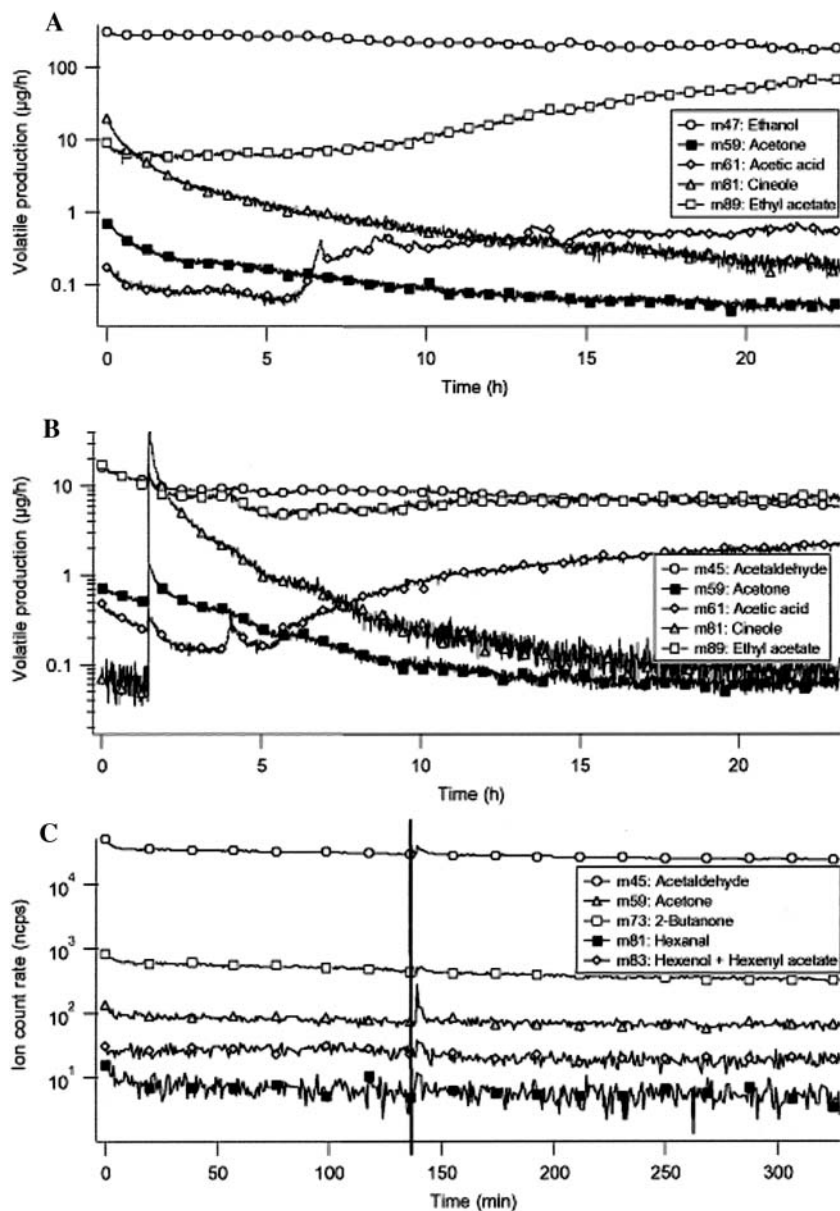 A
Volatile production (µg/h)
100
10
1
0.1
m47: Ethanol
m59: Acetone
m61: Acetic acid
m81: Cineole
m89: Ethyl acetate
0 5 10 15 20
Time (h)
B
Volatile production (µg/h)
10
1
0.1
m45: Acetaldehyde
m59: Acetone
m61: Acetic acid
m81: Cineole
m89: Ethyl acetate
0 5 10 15 20
Time (h)
C
Ion count rate (ncps)
10⁴
10³
10²
10¹
m45: Acetaldehyde
m59: Acetone
m73: 2-Butanone
m81: Hexanal
m83: Hexenol + Hexenyl acetate
0 50 100 150 200 250 300
Time (min)